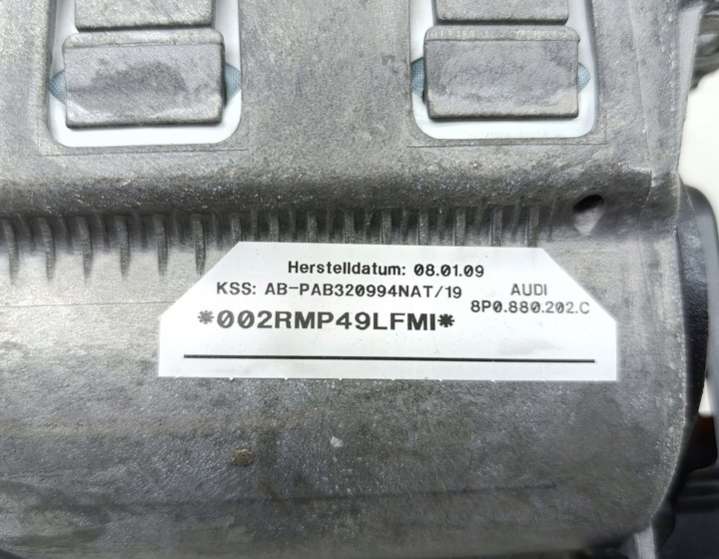 Herstelldatum: 08.01.09
KSS: AB-PAB320994NAT/19
AUDI
8P0.880.202.C
*002RMP49LFMI*